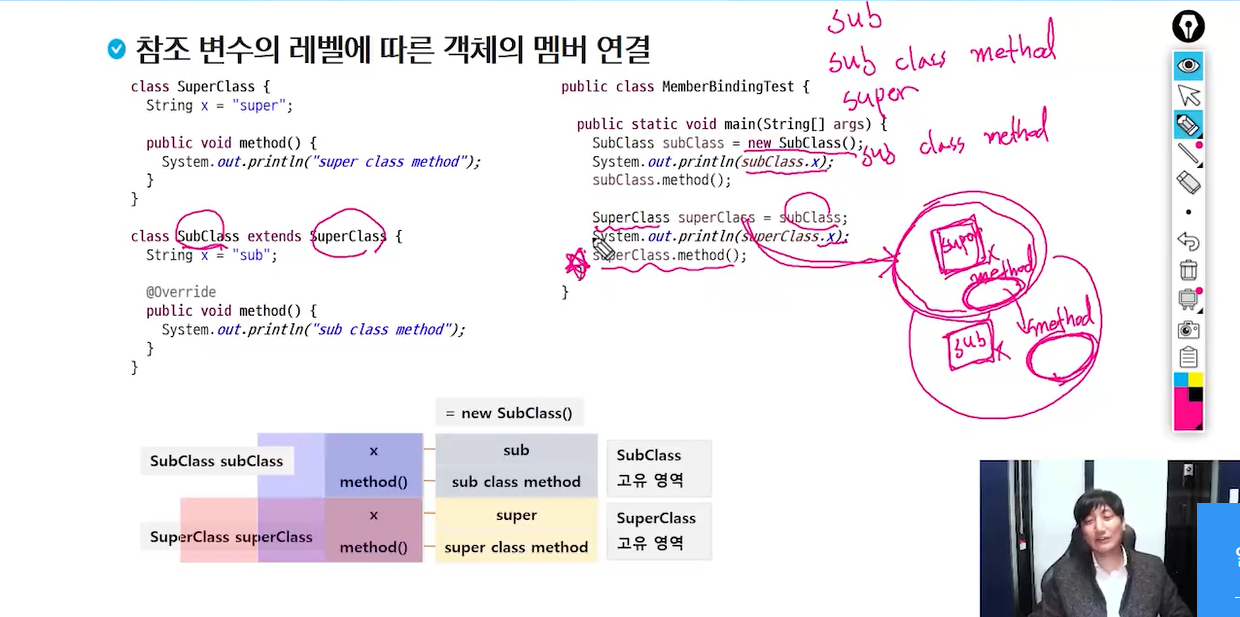 참조 변수의 레벨에 따른 객체의 멤버 연결
class SuperClass {
String x = "super";
public void method() {
System.out.println("super class method");
}
}
class SubClass extends SuperClass {
String x = "sub";
@Override
public void method() {
System.out.println("sub class method");
}
}
public class MemberBindingTest {
public static void main(String[] args) {
SubClass subClass = new SubClass();
System.out.println(subClass.x);
subClass.method();
SuperClass superClass = subClass;
System.out.println(superClass.x);
superClass.method();
}
}
sub
sub class method
super
sub class method
super x
method
method
sub x
= new SubClass()
SubClass subClass
x
sub
SubClass
method()
sub class method
고유 영역
SuperClass superClass
x
super
SuperClass
method()
super class method
고유 영역